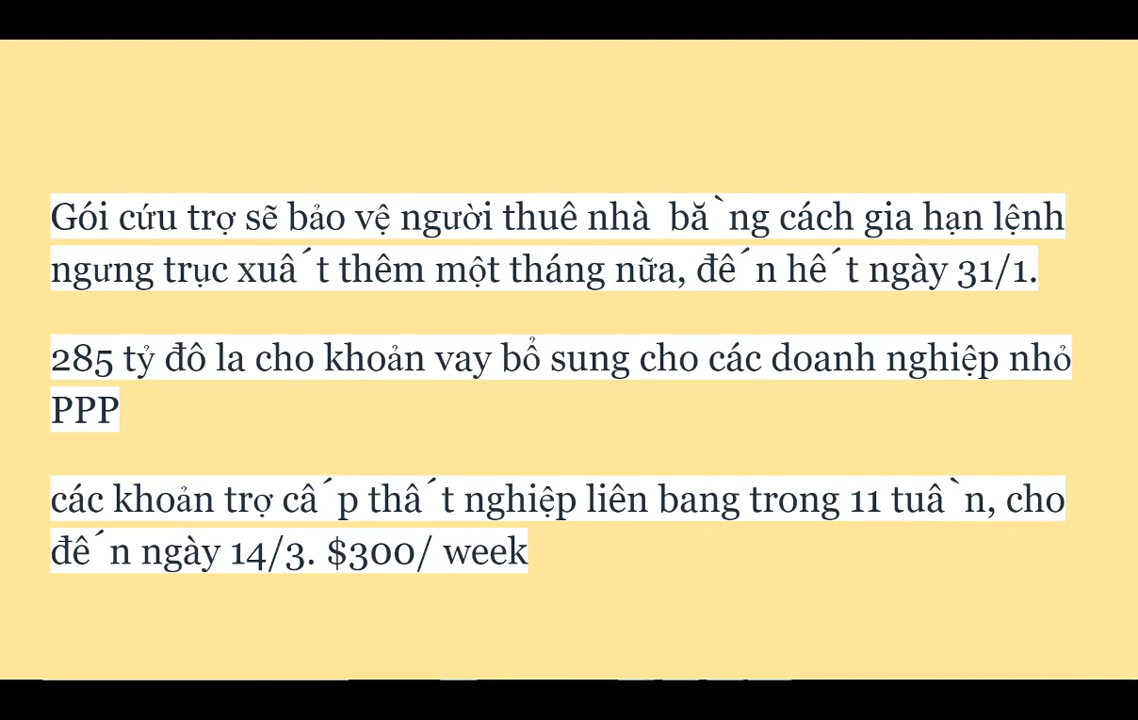 Gói cứu trợ sẽ bảo vệ người thuê nhà  bằng cách gia hạn lệnh
ngưng trục xuất thêm một tháng nữa, đến hết ngày 31/1.
285 tỷ đô la cho khoản vay bổ sung cho các doanh nghiệp nhỏ
PPP
các khoản trợ cấp thất nghiệp liên bang trong 11 tuần, cho
đến ngày 14/3. $300/ week